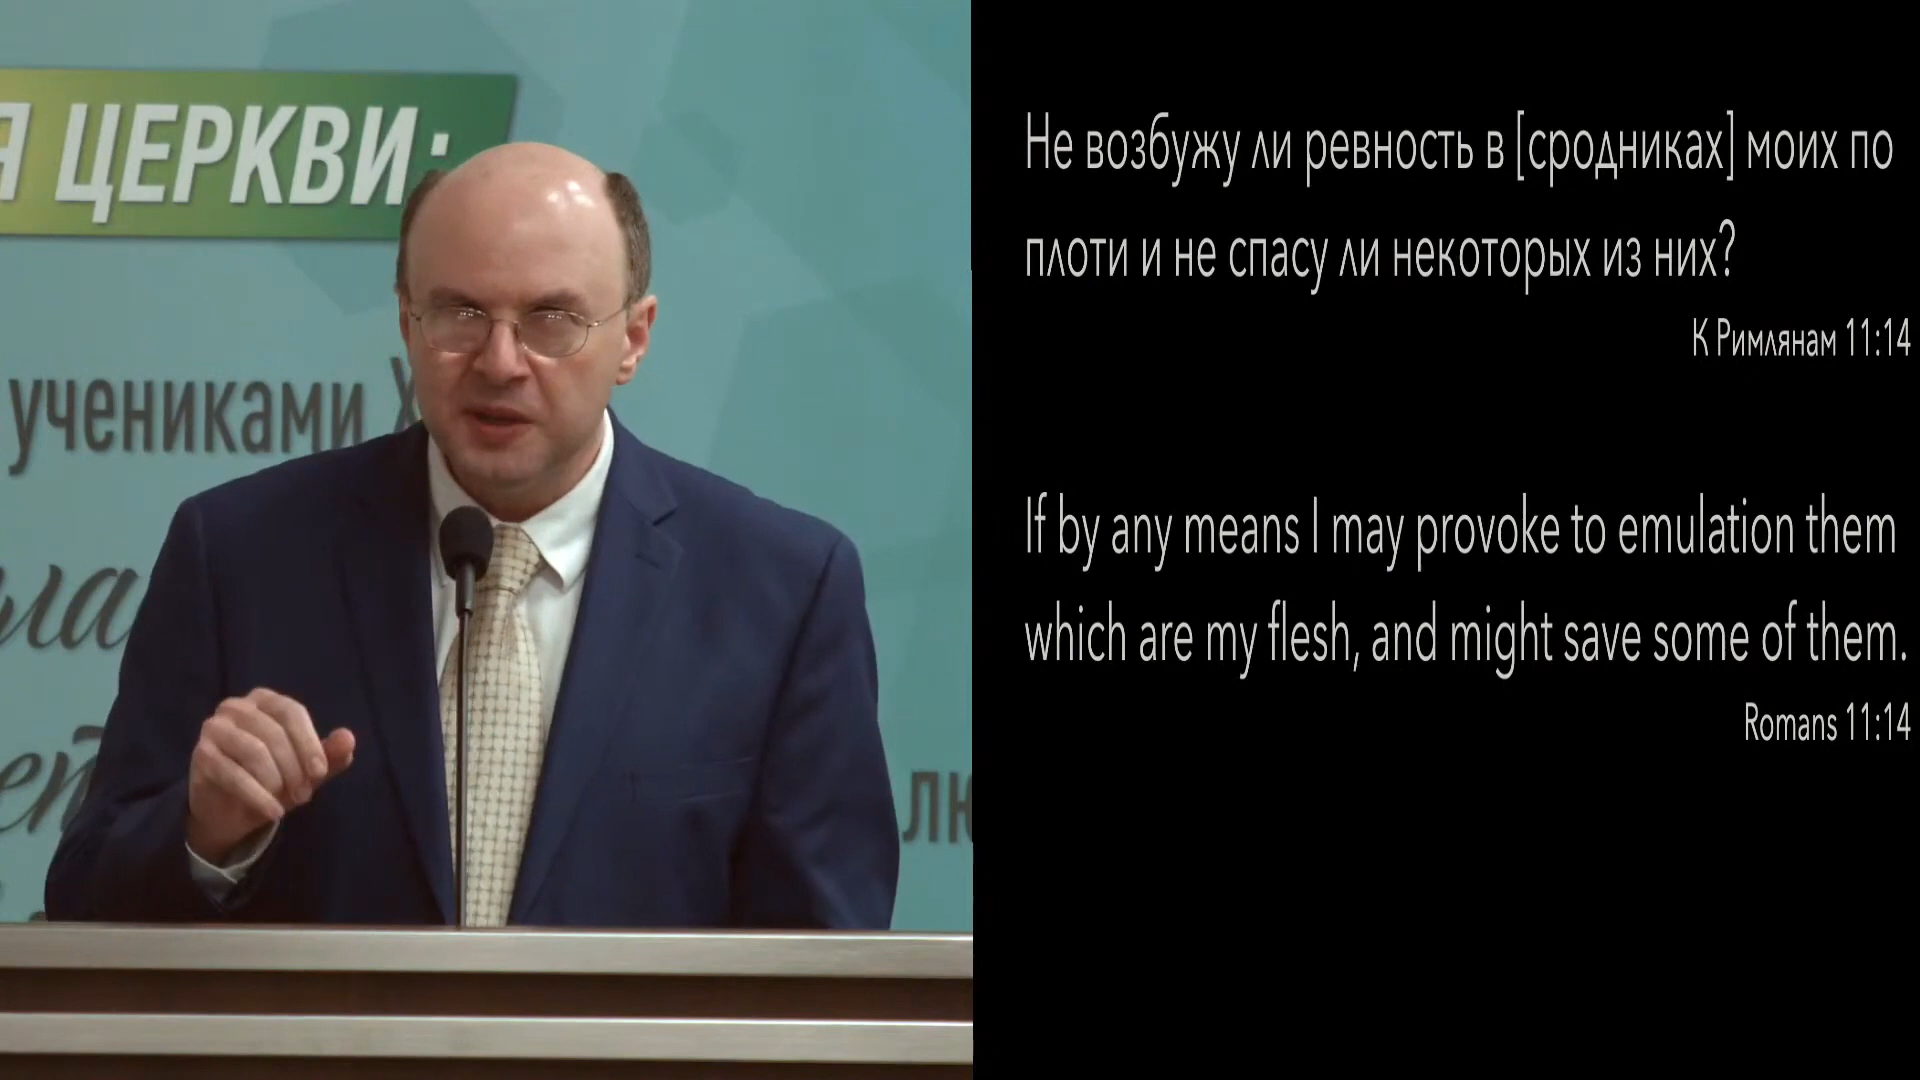 Я ЦЕРКВИ:
учениками
Не возбужу ли ревность в [сродниках] моих по
плоти и не спасу ли некоторых из них?
К Римлянам 11:14
If by any means I may provoke to emulation them
which are my flesh, and might save some of them.
Romans 11:14